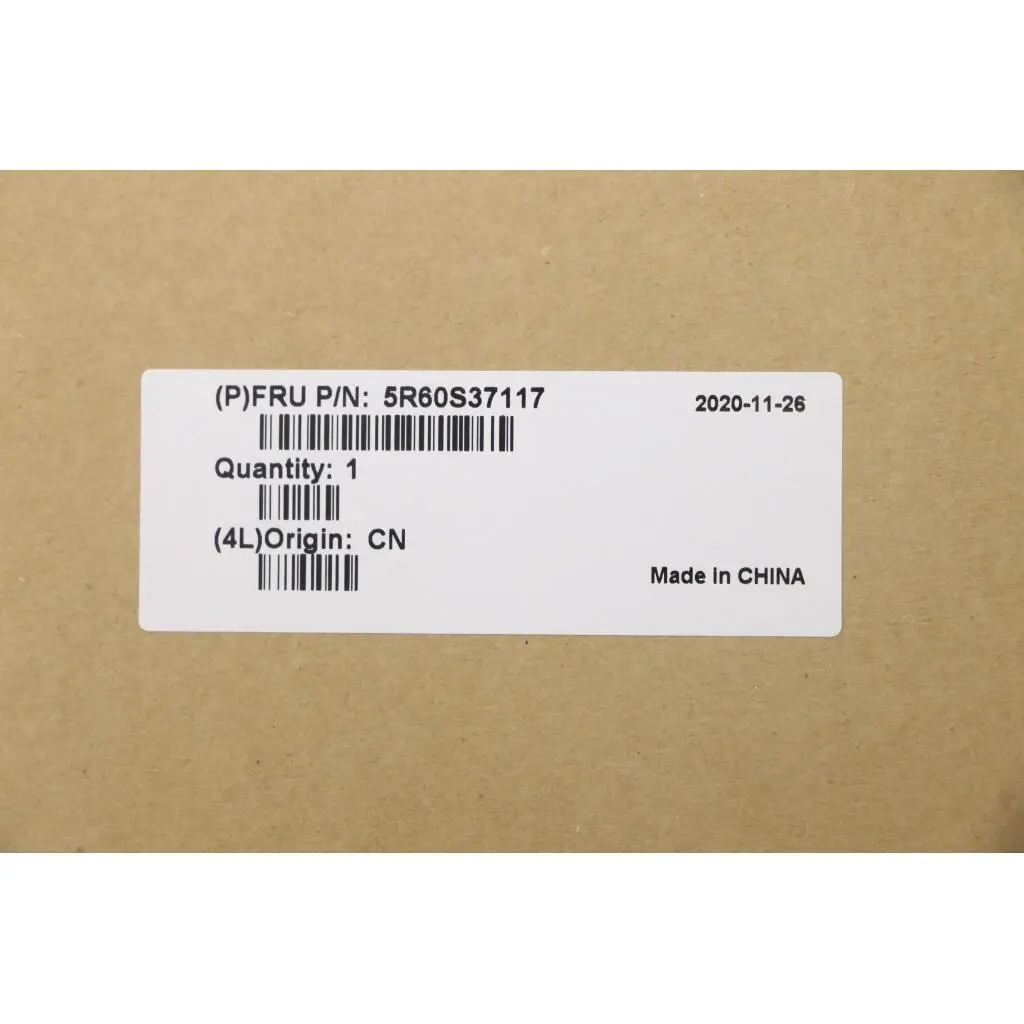 (P)FRU P/N: 5R60S37117
2020-11-26
Quantity: 1
(4L)Origin: CN
Made in CHINA